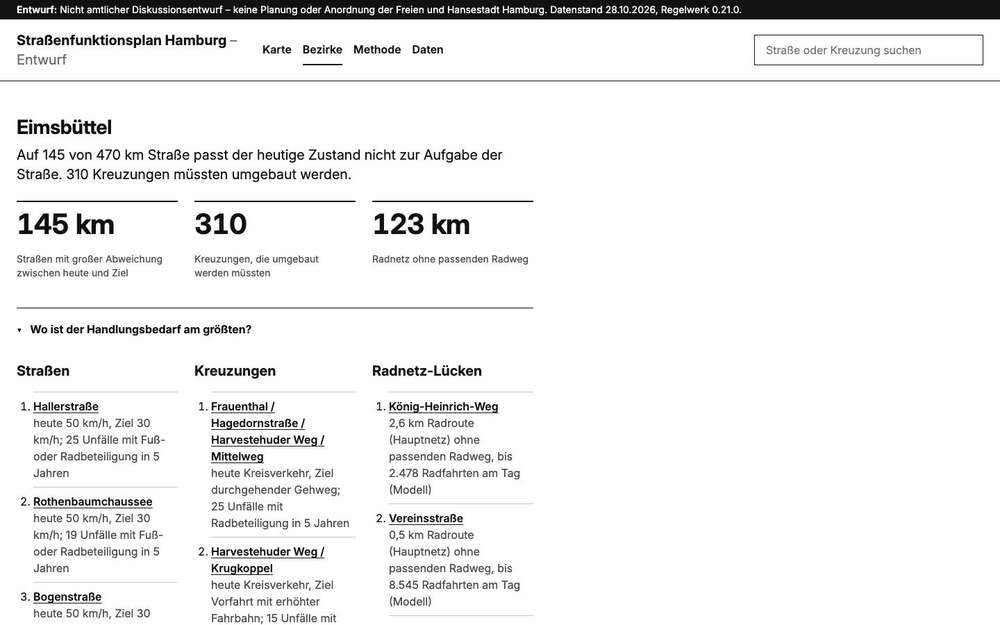 Entwurf: Nicht amtlicher Diskussionsentwurf – keine Planung oder Anordnung der Freien und Hansestadt Hamburg. Datenstand 28.10.2026, Regelwerk 0.21.0.
Straßenfunktionsplan Hamburg –
Entwurf
Karte Bezirke Methode Daten
Straße oder Kreuzung suchen
Eimsbüttel
Auf 145 von 470 km Straße passt der heutige Zustand nicht zur Aufgabe der
Straße. 310 Kreuzungen müssten umgebaut werden.
145 km
Straßen mit großer Abweichung
zwischen heute und Ziel
310
Kreuzungen, die umgebaut
werden müssten
123 km
Radnetz ohne passenden Radweg
Wo ist der Handlungsbedarf am größten?
Straßen
1. Hallerstraße
heute 50 km/h, Ziel 30
km/h; 25 Unfälle mit Fuß-
oder Radbeteiligung in 5
Jahren
2. Rothenbaumchaussee
heute 50 km/h, Ziel 30
km/h; 19 Unfälle mit Fuß-
oder Radbeteiligung in 5
Jahren
3. Bogenstraße
heute 50 km/h, Ziel 30
Kreuzungen
1. Frauenthal /
Hagedornstraße /
Harvestehuder Weg /
Mittelweg
heute Kreisverkehr, Ziel
durchgehender Gehweg;
25 Unfälle mit
Radbeteiligung in 5 Jahren
2. Harvestehuder Weg /
Krugkoppel
heute Kreisverkehr, Ziel
Vorfahrt mit erhöhter
Fahrbahn; 15 Unfälle mit
Radnetz-Lücken
1. König-Heinrich-Weg
2,6 km Radroute
(Hauptnetz) ohne
passenden Radweg, bis
2.478 Radfahrten am Tag
(Modell)
2. Vereinsstraße
0,5 km Radroute
(Hauptnetz) ohne
passenden Radweg, bis
8.545 Radfahrten am Tag
(Modell)